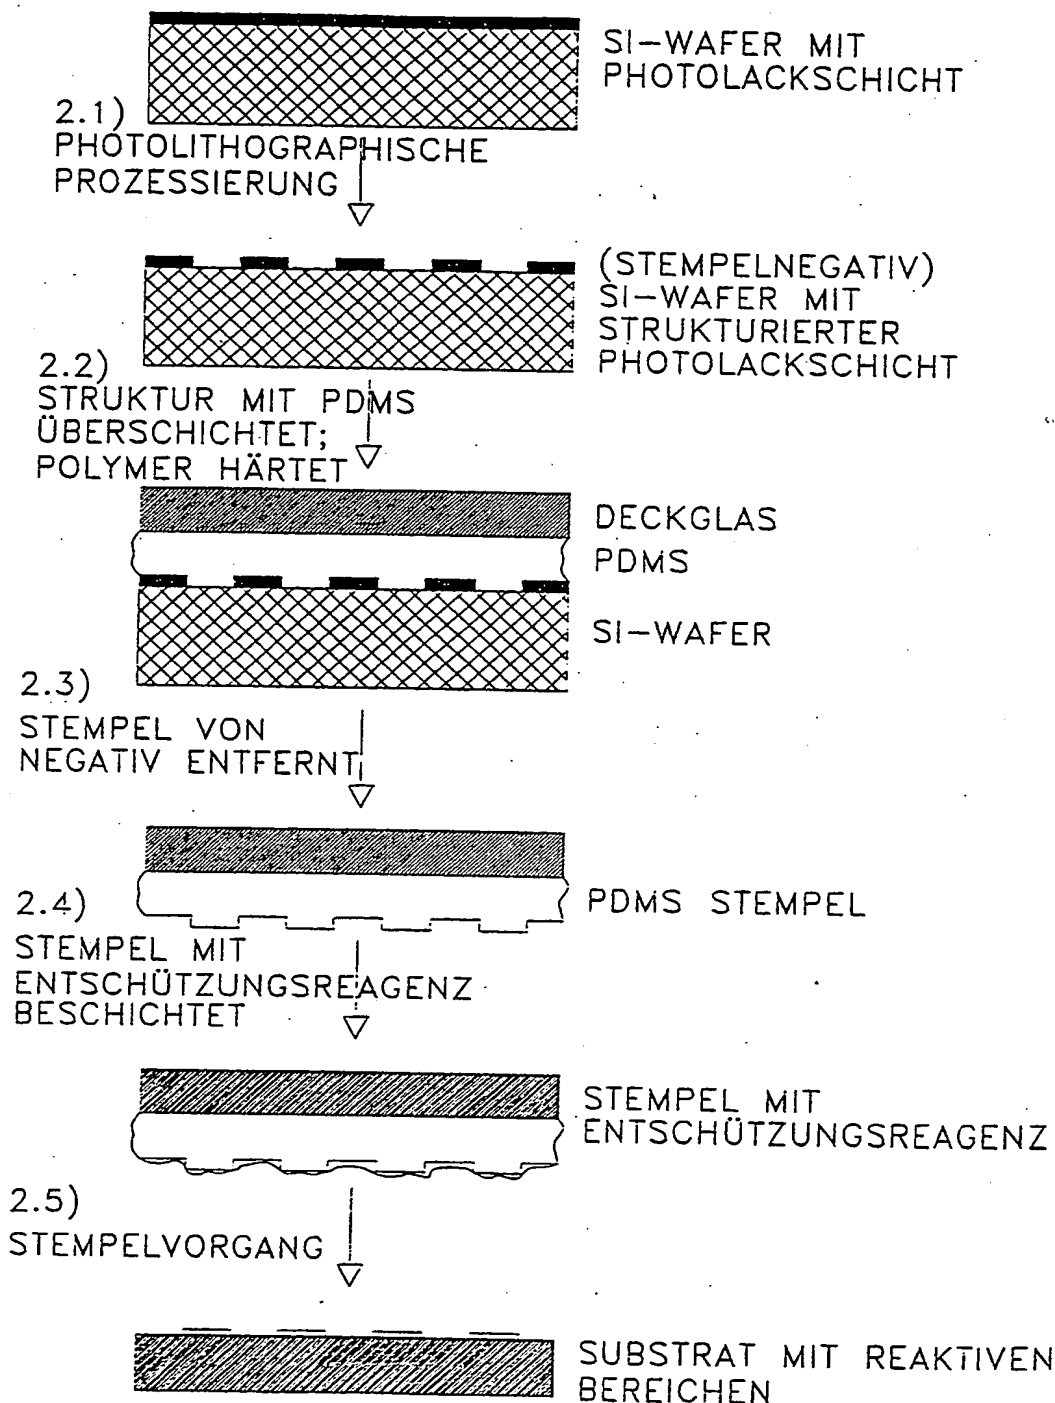 SI-WAFER MIT
PHOTOLACKSCHICHT
2.1)
PHOTOLITHOGRAPHISCHE
PROZESSIERUNG
(STEMPELNEGATIV)
SI-WAFER MIT
STRUKTURIERTER
PHOTOLACKSCHICHT
2.2)
STRUKTUR MIT PDMS
ÜBERSCHICHTET;
POLYMER HÄRTET
DECKGLAS
PDMS
SI-WAFER
2.3)
STEMPEL VON
NEGATIV ENTFERNT
PDMS STEMPEL
2.4)
STEMPEL MIT
ENTSCHÜTZUNGSREAGENZ
BESCHICHTET
STEMPEL MIT
ENTSCHÜTZUNGSREAGENZ
2.5)
STEMPELVORGANG
SUBSTRAT MIT REAKTIVEN
BEREICHEN